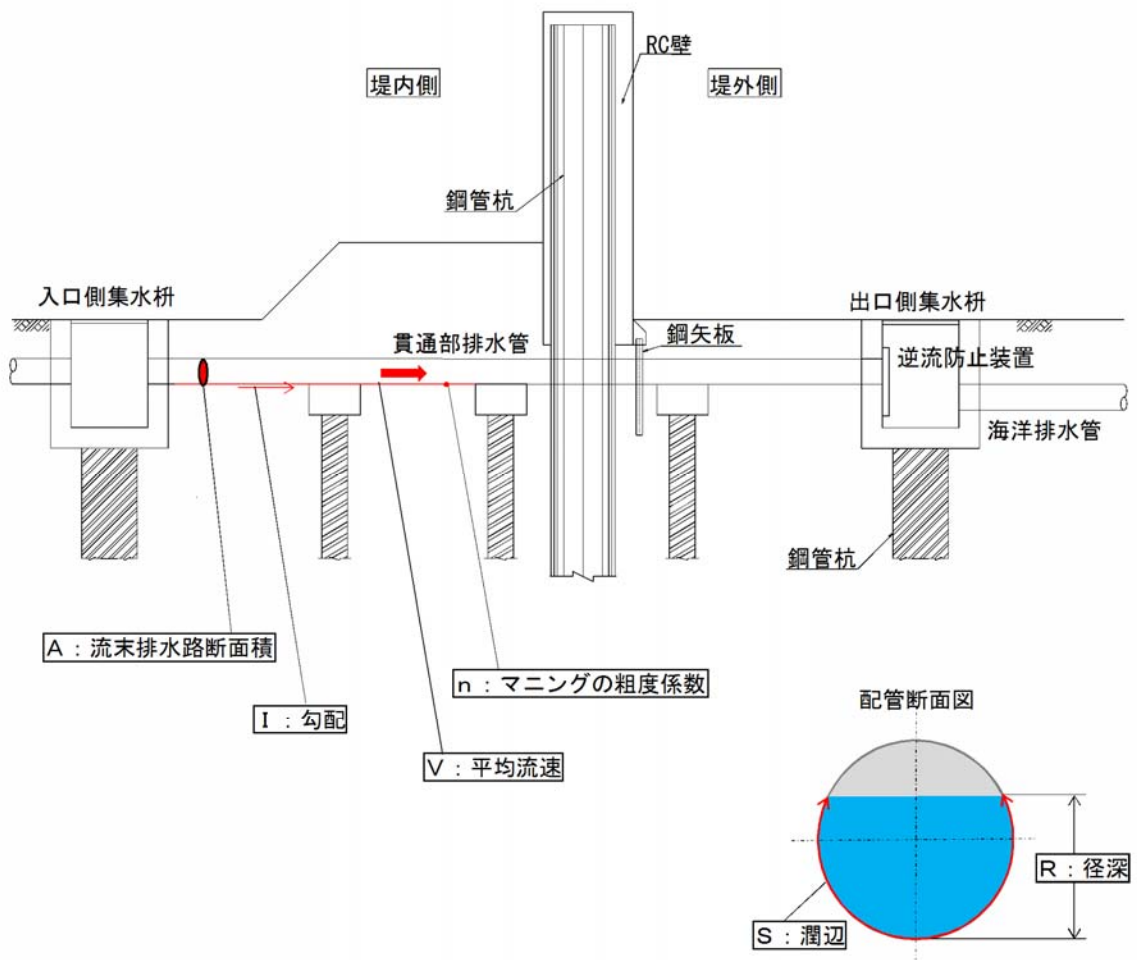 RC壁
堤内側
堤外側
鋼管杭
入口側集水枡
出口側集水枡
貫通部排水管
鋼矢板
逆流防止装置
海洋排水管
鋼管杭
A：流末排水路断面積
n：マニングの粗度係数
I：勾配
配管断面図
V：平均流速
R：径深
S：潤辺